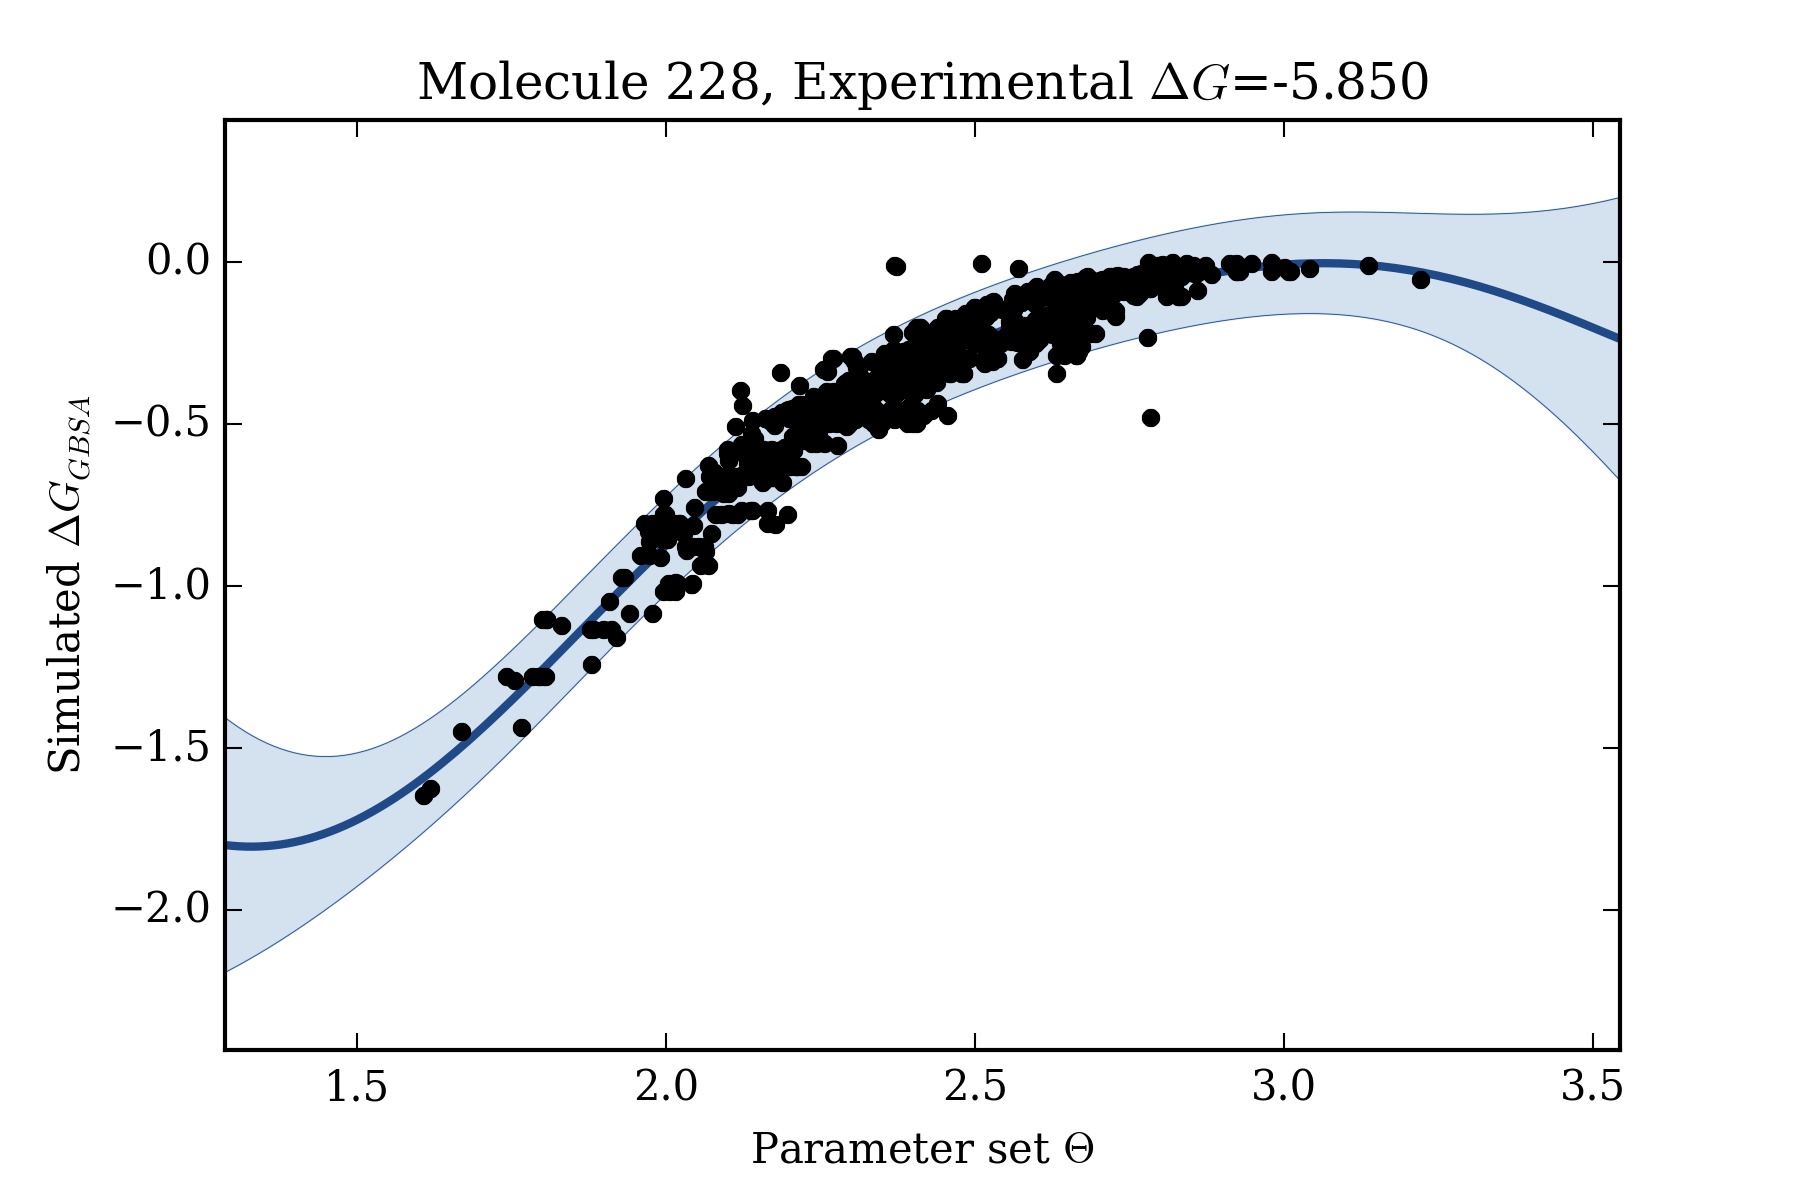 Molecule 228, Experimental ΔG=-5.850
Simulated ΔG_GBSA
0.0
−0.5
−1.0
−1.5
−2.0
1.5 2.0 2.5 3.0 3.5
Parameter set Θ